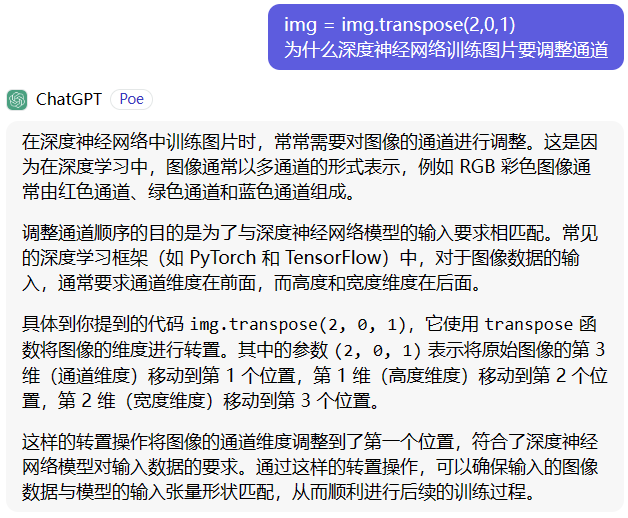 img = img.transpose(2,0,1)
为什么深度神经网络训练图片要调整通道
ChatGPT Poe
在深度神经网络中训练图片时，常常需要对图像的通道进行调整。这是因
为在深度学习中，图像通常以多通道的形式表示，例如 RGB 彩色图像通
常由红色通道、绿色通道和蓝色通道组成。
调整通道顺序的目的是为了与深度神经网络模型的输入要求相匹配。常见
的深度学习框架（如 PyTorch 和 TensorFlow）中，对于图像数据的输
入，通常要求通道维度在前面，而高度和宽度维度在后面。
具体到你提到的代码 img.transpose(2, 0, 1)，它使用 transpose 函
数将图像的维度进行转置。其中的参数 (2, 0, 1) 表示将原始图像的第 3
维（通道维度）移动到第 1 个位置，第 1 维（高度维度）移动到第 2 个位
置，第 2 维（宽度维度）移动到第 3 个位置。
这样的转置操作将图像的通道维度调整到了第一个位置，符合了深度神经
网络模型对输入数据的要求。通过这样的转置操作，可以确保输入的图像
数据与模型的输入张量形状匹配，从而顺利进行后续的训练过程。